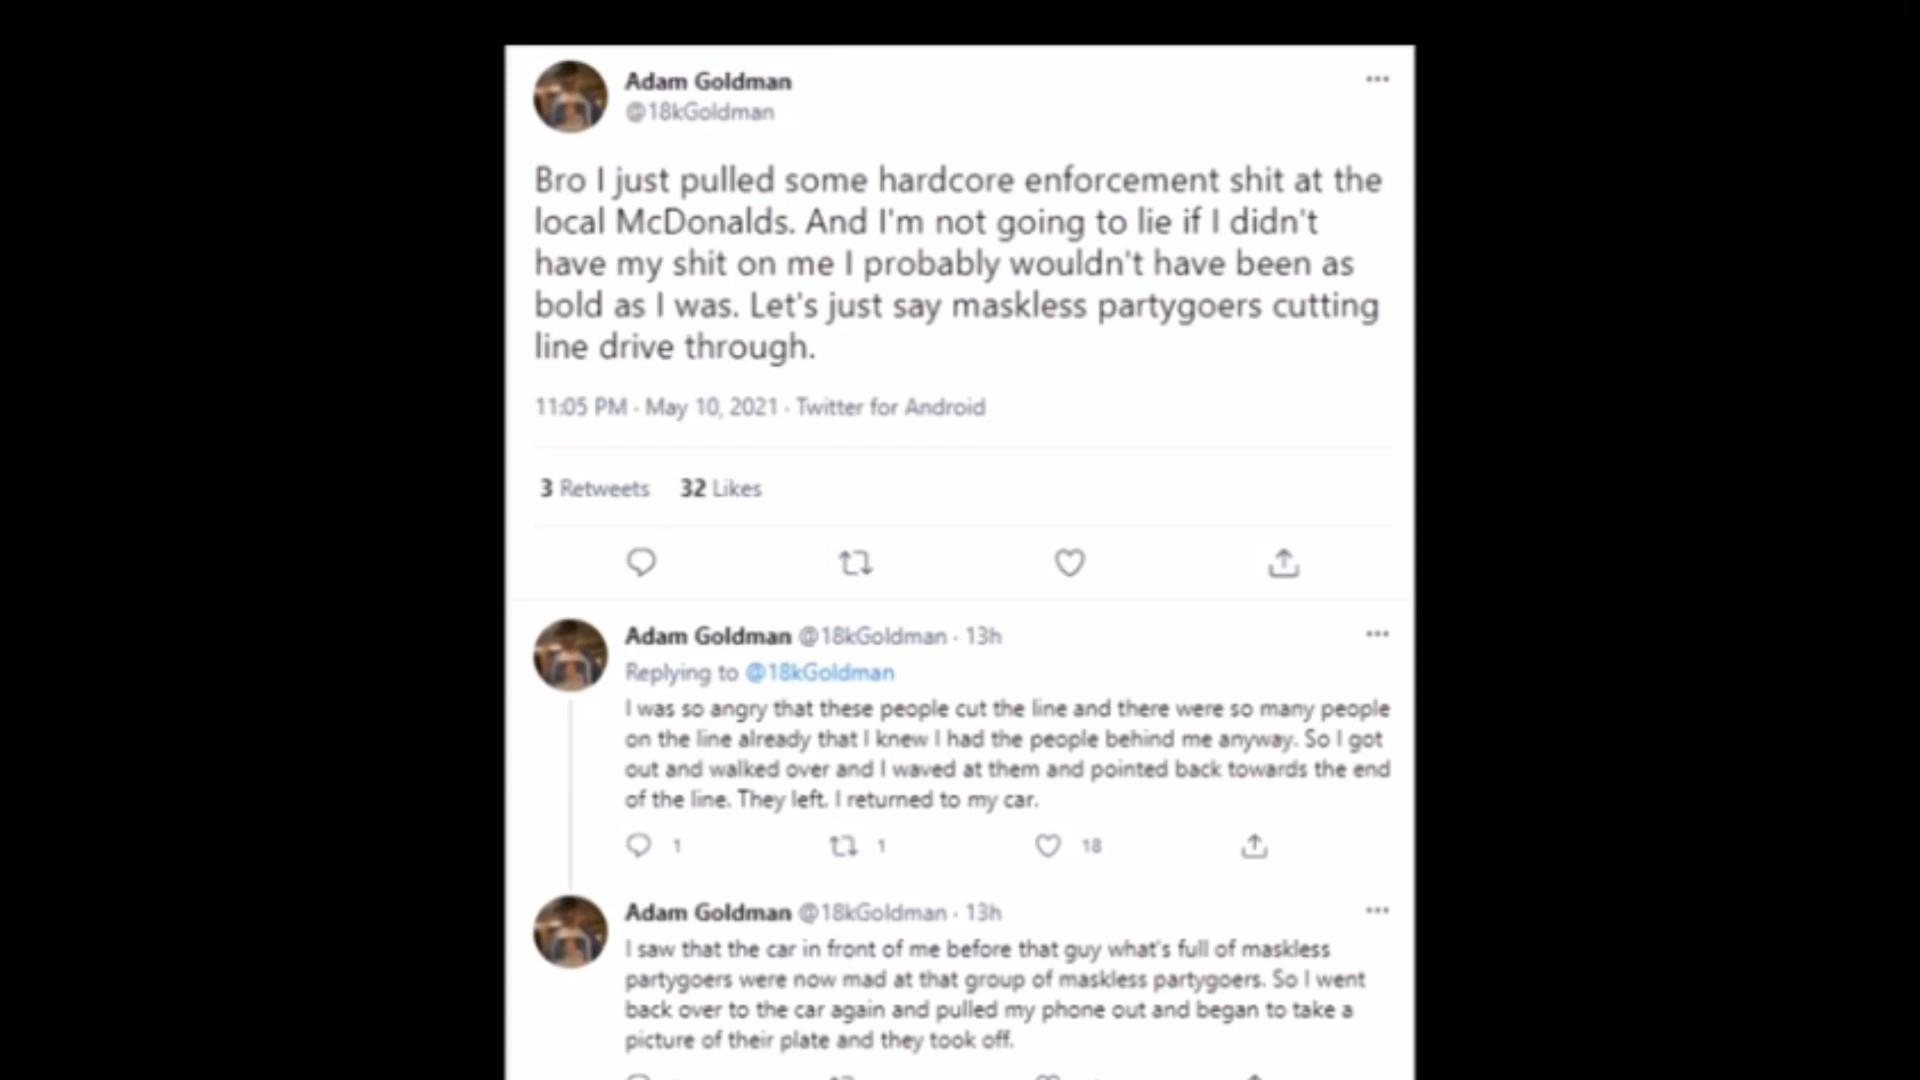 Adam Goldman
@18kGoldman
Bro I just pulled some hardcore enforcement shit at the
local McDonalds. And I'm not going to lie if I didn't
have my shit on me I probably wouldn't have been as
bold as I was. Let's just say maskless partygoers cutting
line drive through.
11:05 PM · May 10, 2021 · Twitter for Android
3 Retweets 32 Likes
Adam Goldman @18kGoldman · 13h
Replying to @18kGoldman
I was so angry that these people cut the line and there were so many people
on the line already that I knew I had the people behind me anyway. So I got
out and walked over and I waved at them and pointed back towards the end
of the line. They left. I returned to my car.
1 1 18
Adam Goldman @18kGoldman · 13h
I saw that the car in front of me before that guy what's full of maskless
partygoers were now mad at that group of maskless partygoers. So I went
back over to the car again and pulled my phone out and began to take a
picture of their plate and they took off.